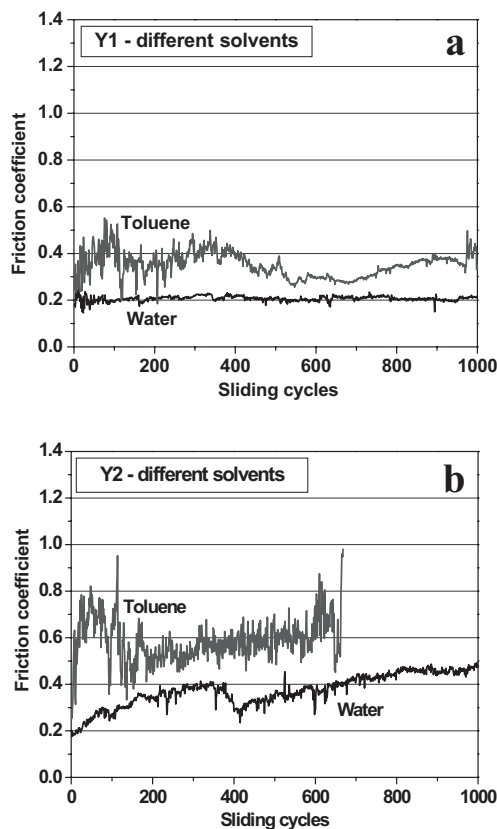 Y1 - different solvents
a
1.4
1.2
1.0
0.8
0.6
0.4
0.2
0.0
Friction coefficient
Toluene
Water
0 200 400 600 800 1000
Sliding cycles
Y2 - different solvents
b
1.4
1.2
1.0
0.8
0.6
0.4
0.2
0.0
Friction coefficient
Toluene
Water
0 200 400 600 800 1000
Sliding cycles